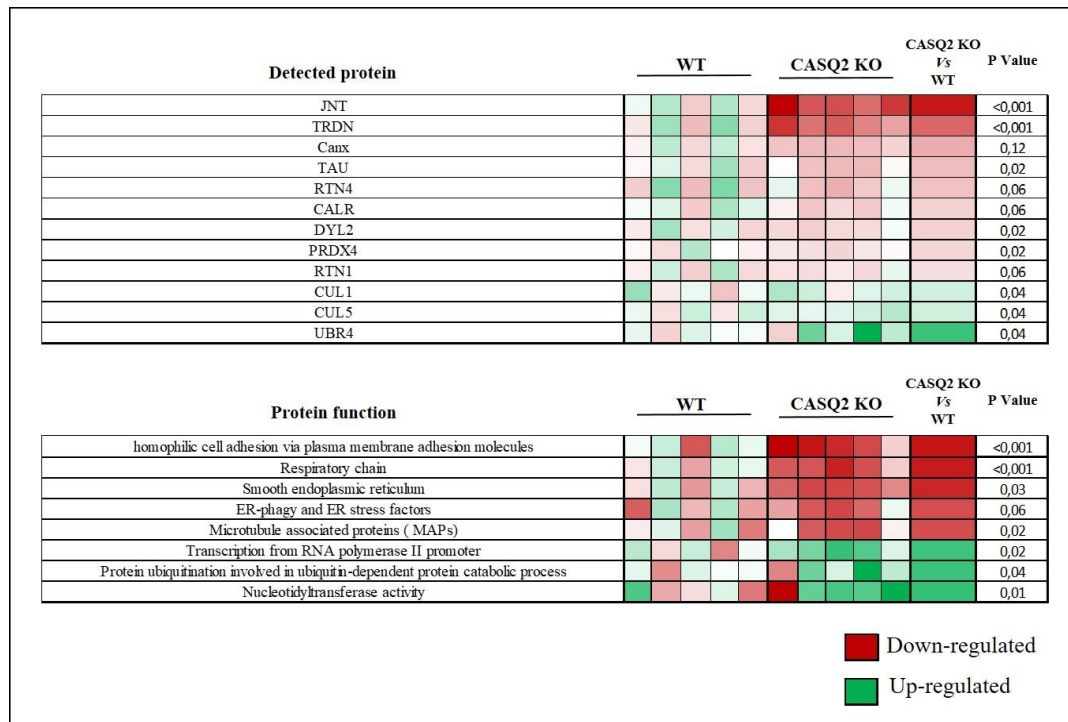 Detected protein WT CASQ2 KO CASQ2 KO Vs WT P Value
JNT <0,001
TRDN <0,001
Canx 0,12
TAU 0,02
RTN4 0,06
CALR 0,06
DYL2 0,02
PRDX4 0,02
RTN1 0,06
CUL1 0,04
CUL5 0,04
UBR4 0,04
Protein function WT CASQ2 KO CASQ2 KO Vs WT P Value
homophilic cell adhesion via plasma membrane adhesion molecules <0,001
Respiratory chain <0,001
Smooth endoplasmic reticulum 0,03
ER-phagy and ER stress factors 0,06
Microtubule associated proteins ( MAPs) 0,02
Transcription from RNA polymerase II promoter 0,02
Protein ubiquitination involved in ubiquitin-dependent protein catabolic process 0,04
Nucleotidyltransferase activity 0,01
Down-regulated
Up-regulated